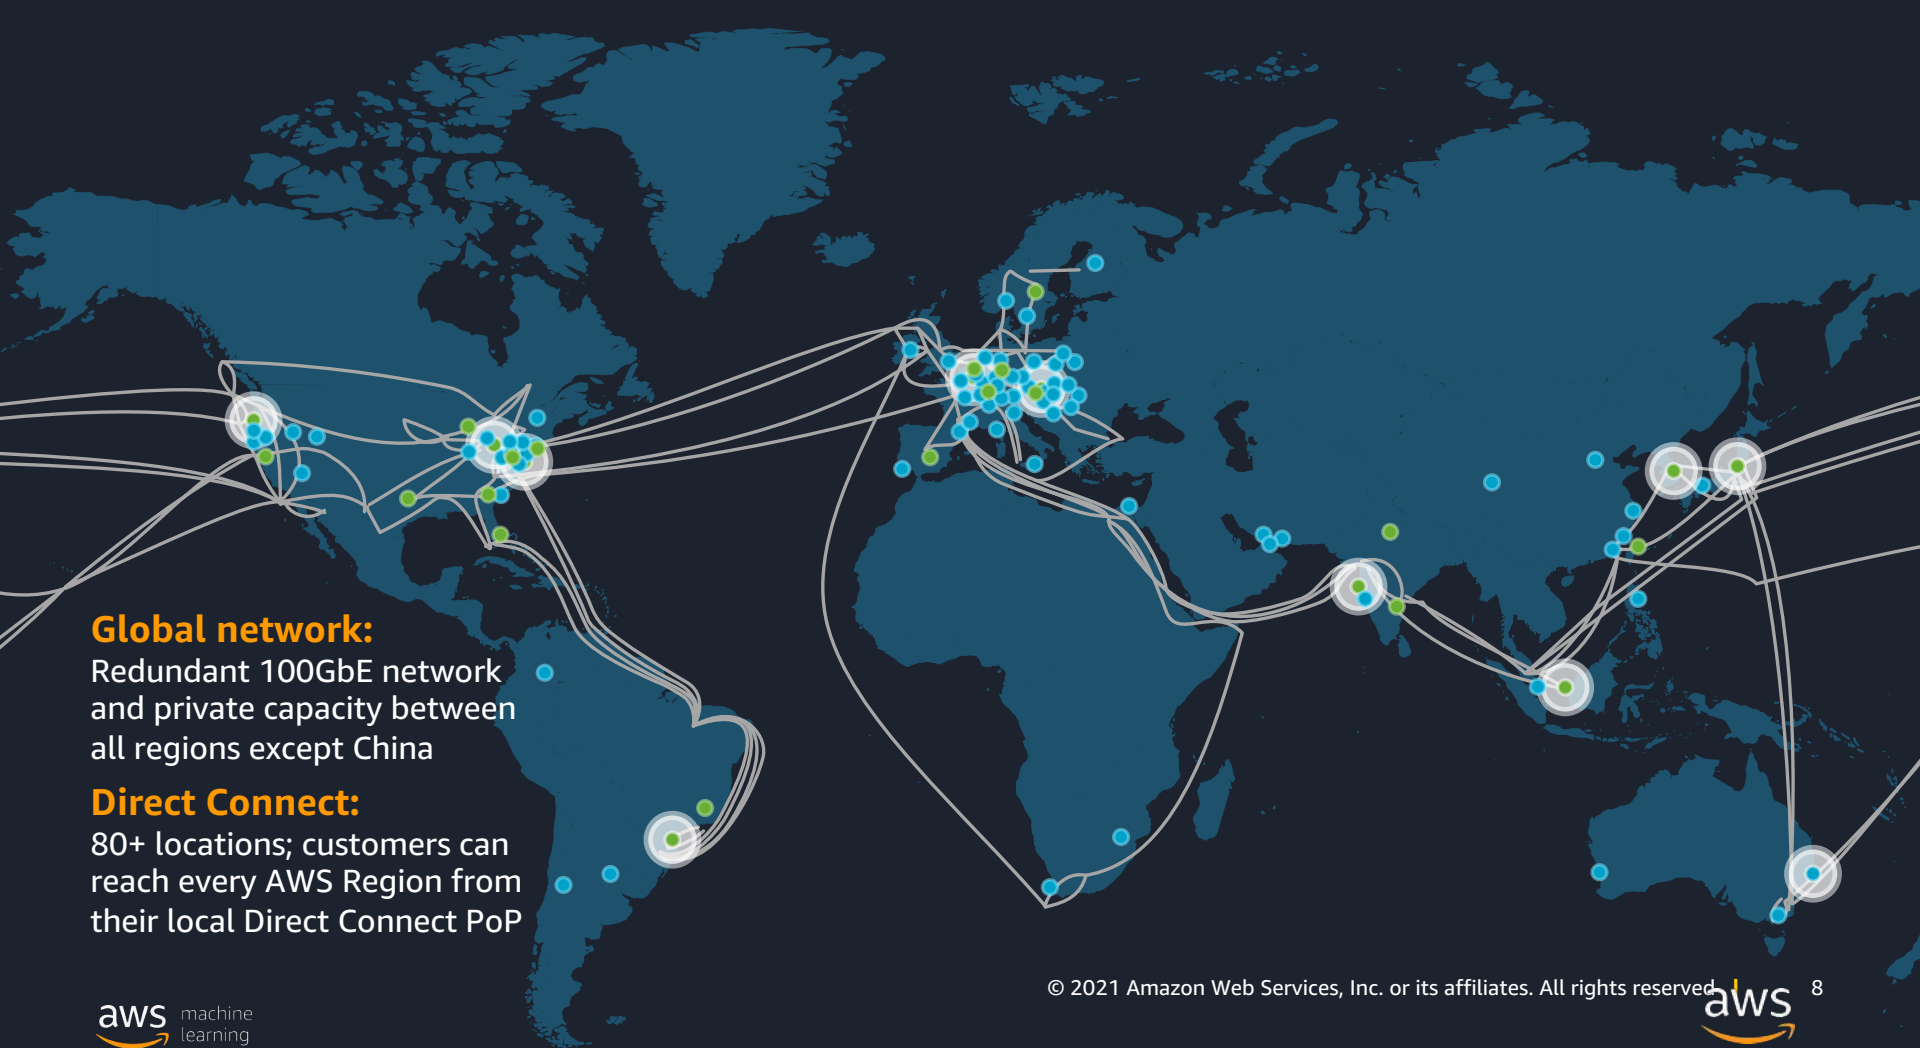 Global network:
Redundant 100GbE network
and private capacity between
all regions except China
Direct Connect:
80+ locations; customers can
reach every AWS Region from
their local Direct Connect PoP
© 2021 Amazon Web Services, Inc. or its affiliates. All rights reserved
aws
8
aws machine
learning